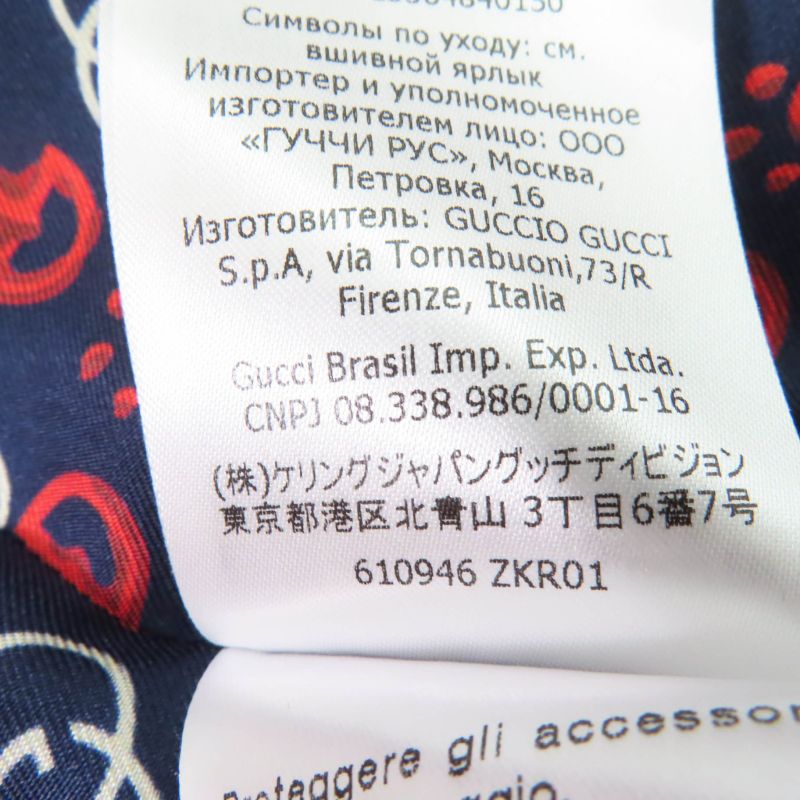 Символы по уходу: см.
вшивной ярлык
Импортер и уполномоченное
изготовителем лицо: ООО
«ГУЧЧИ РУС», Москва,
Петровка, 16
Изготовитель: GUCCIO GUCCI
S.p.A, via Tornabuoni,73/R
Firenze, Italia
Gucci Brasil Imp. Exp. Ltda.
CNPJ 08.338.986/0001-16
(株)ケリングジャパングッチディビジョン
東京都港区北青山 3丁目6番7号
610946 ZKR01
Proteggere gli accessor